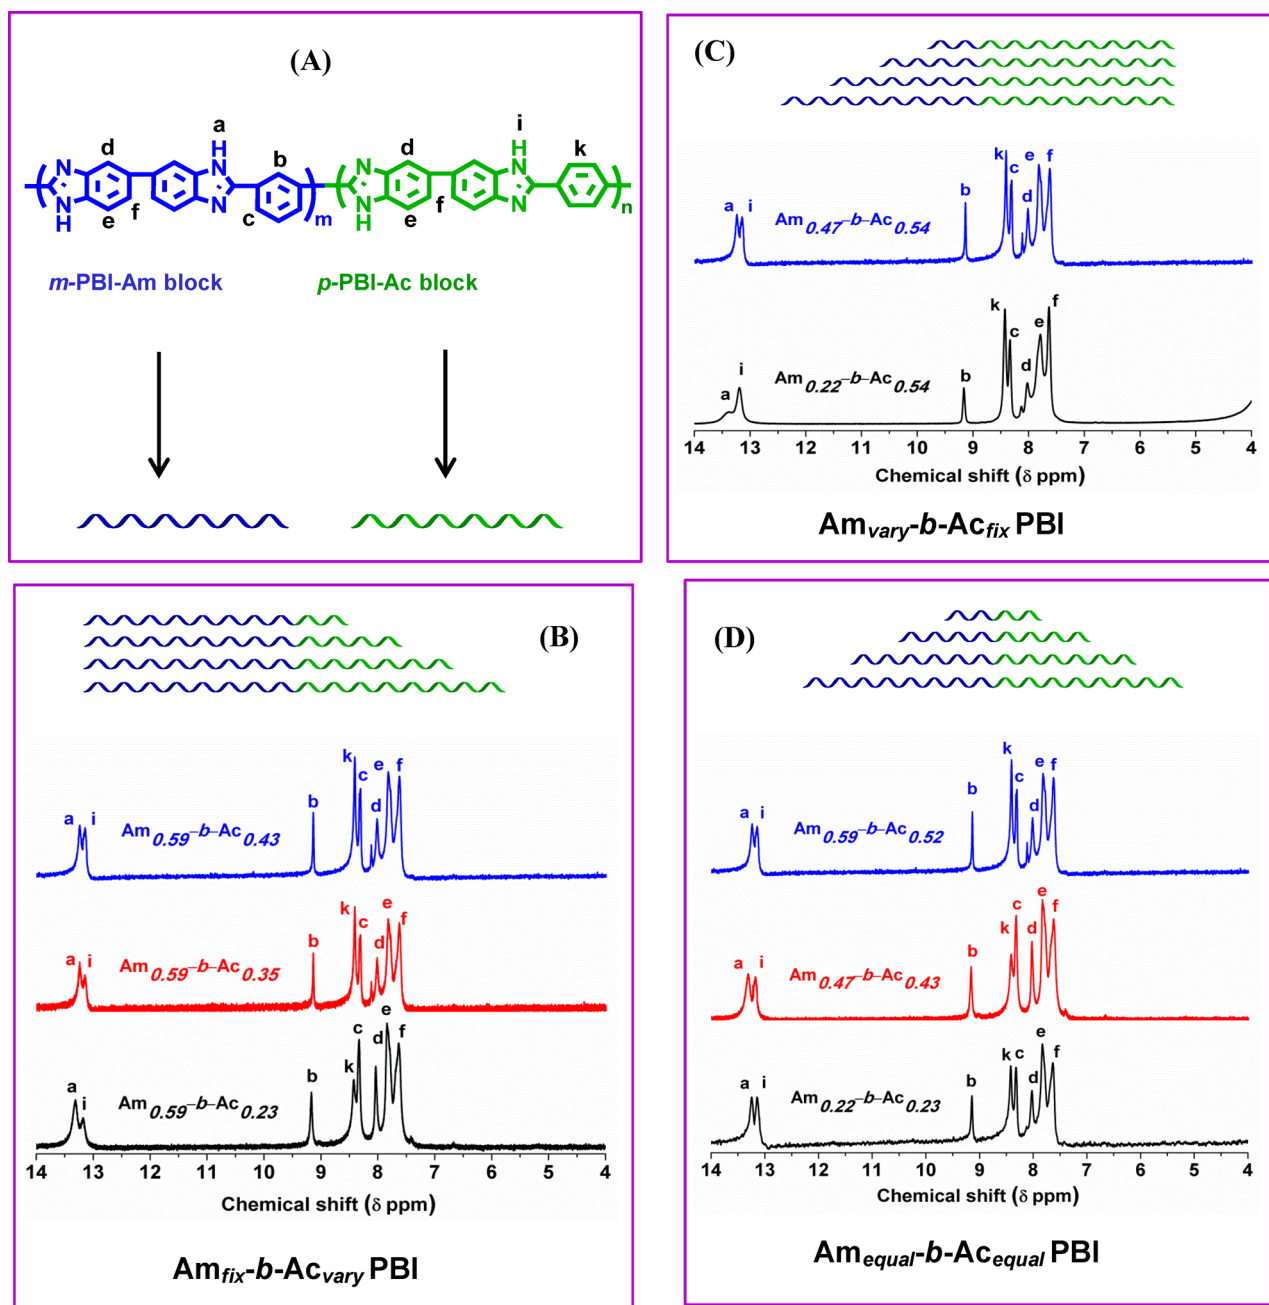 (A)
a
i
H
H
d
b
d
k
N
N
N
N
N
N
N
N
m
n
e
f
c
e
f
H
H
m-PBI-Am block
p-PBI-Ac block
(C)
k
e
f
c
b
d
a i
Am0.47-b-Ac0.54
k
f
c
e
d
b
i
a
Am0.22-b-Ac0.54
14 13 12 11 10 9 8 7 6 5 4
Chemical shift (δ ppm)
Amvary-b-Acfix PBI
(B)
k
c
e
f
b
d
a i
Am0.59-b-Ac0.43
k
e
c
f
d
b
a i
Am0.59-b-Ac0.35
e
c
d
f
k
b
a
i
Am0.59-b-Ac0.23
14 13 12 11 10 9 8 7 6 5 4
Chemical shift (δ ppm)
Amfix-b-Acvary PBI
(D)
k
c
e
f
b
d
a i
Am0.59-b-Ac0.52
e
c
f
k
d
b
a i
Am0.47-b-Ac0.43
e
k c
f
d
b
a i
Am0.22-b-Ac0.23
14 13 12 11 10 9 8 7 6 5 4
Chemical shift (δ ppm)
Amequal-b-Acequal PBI